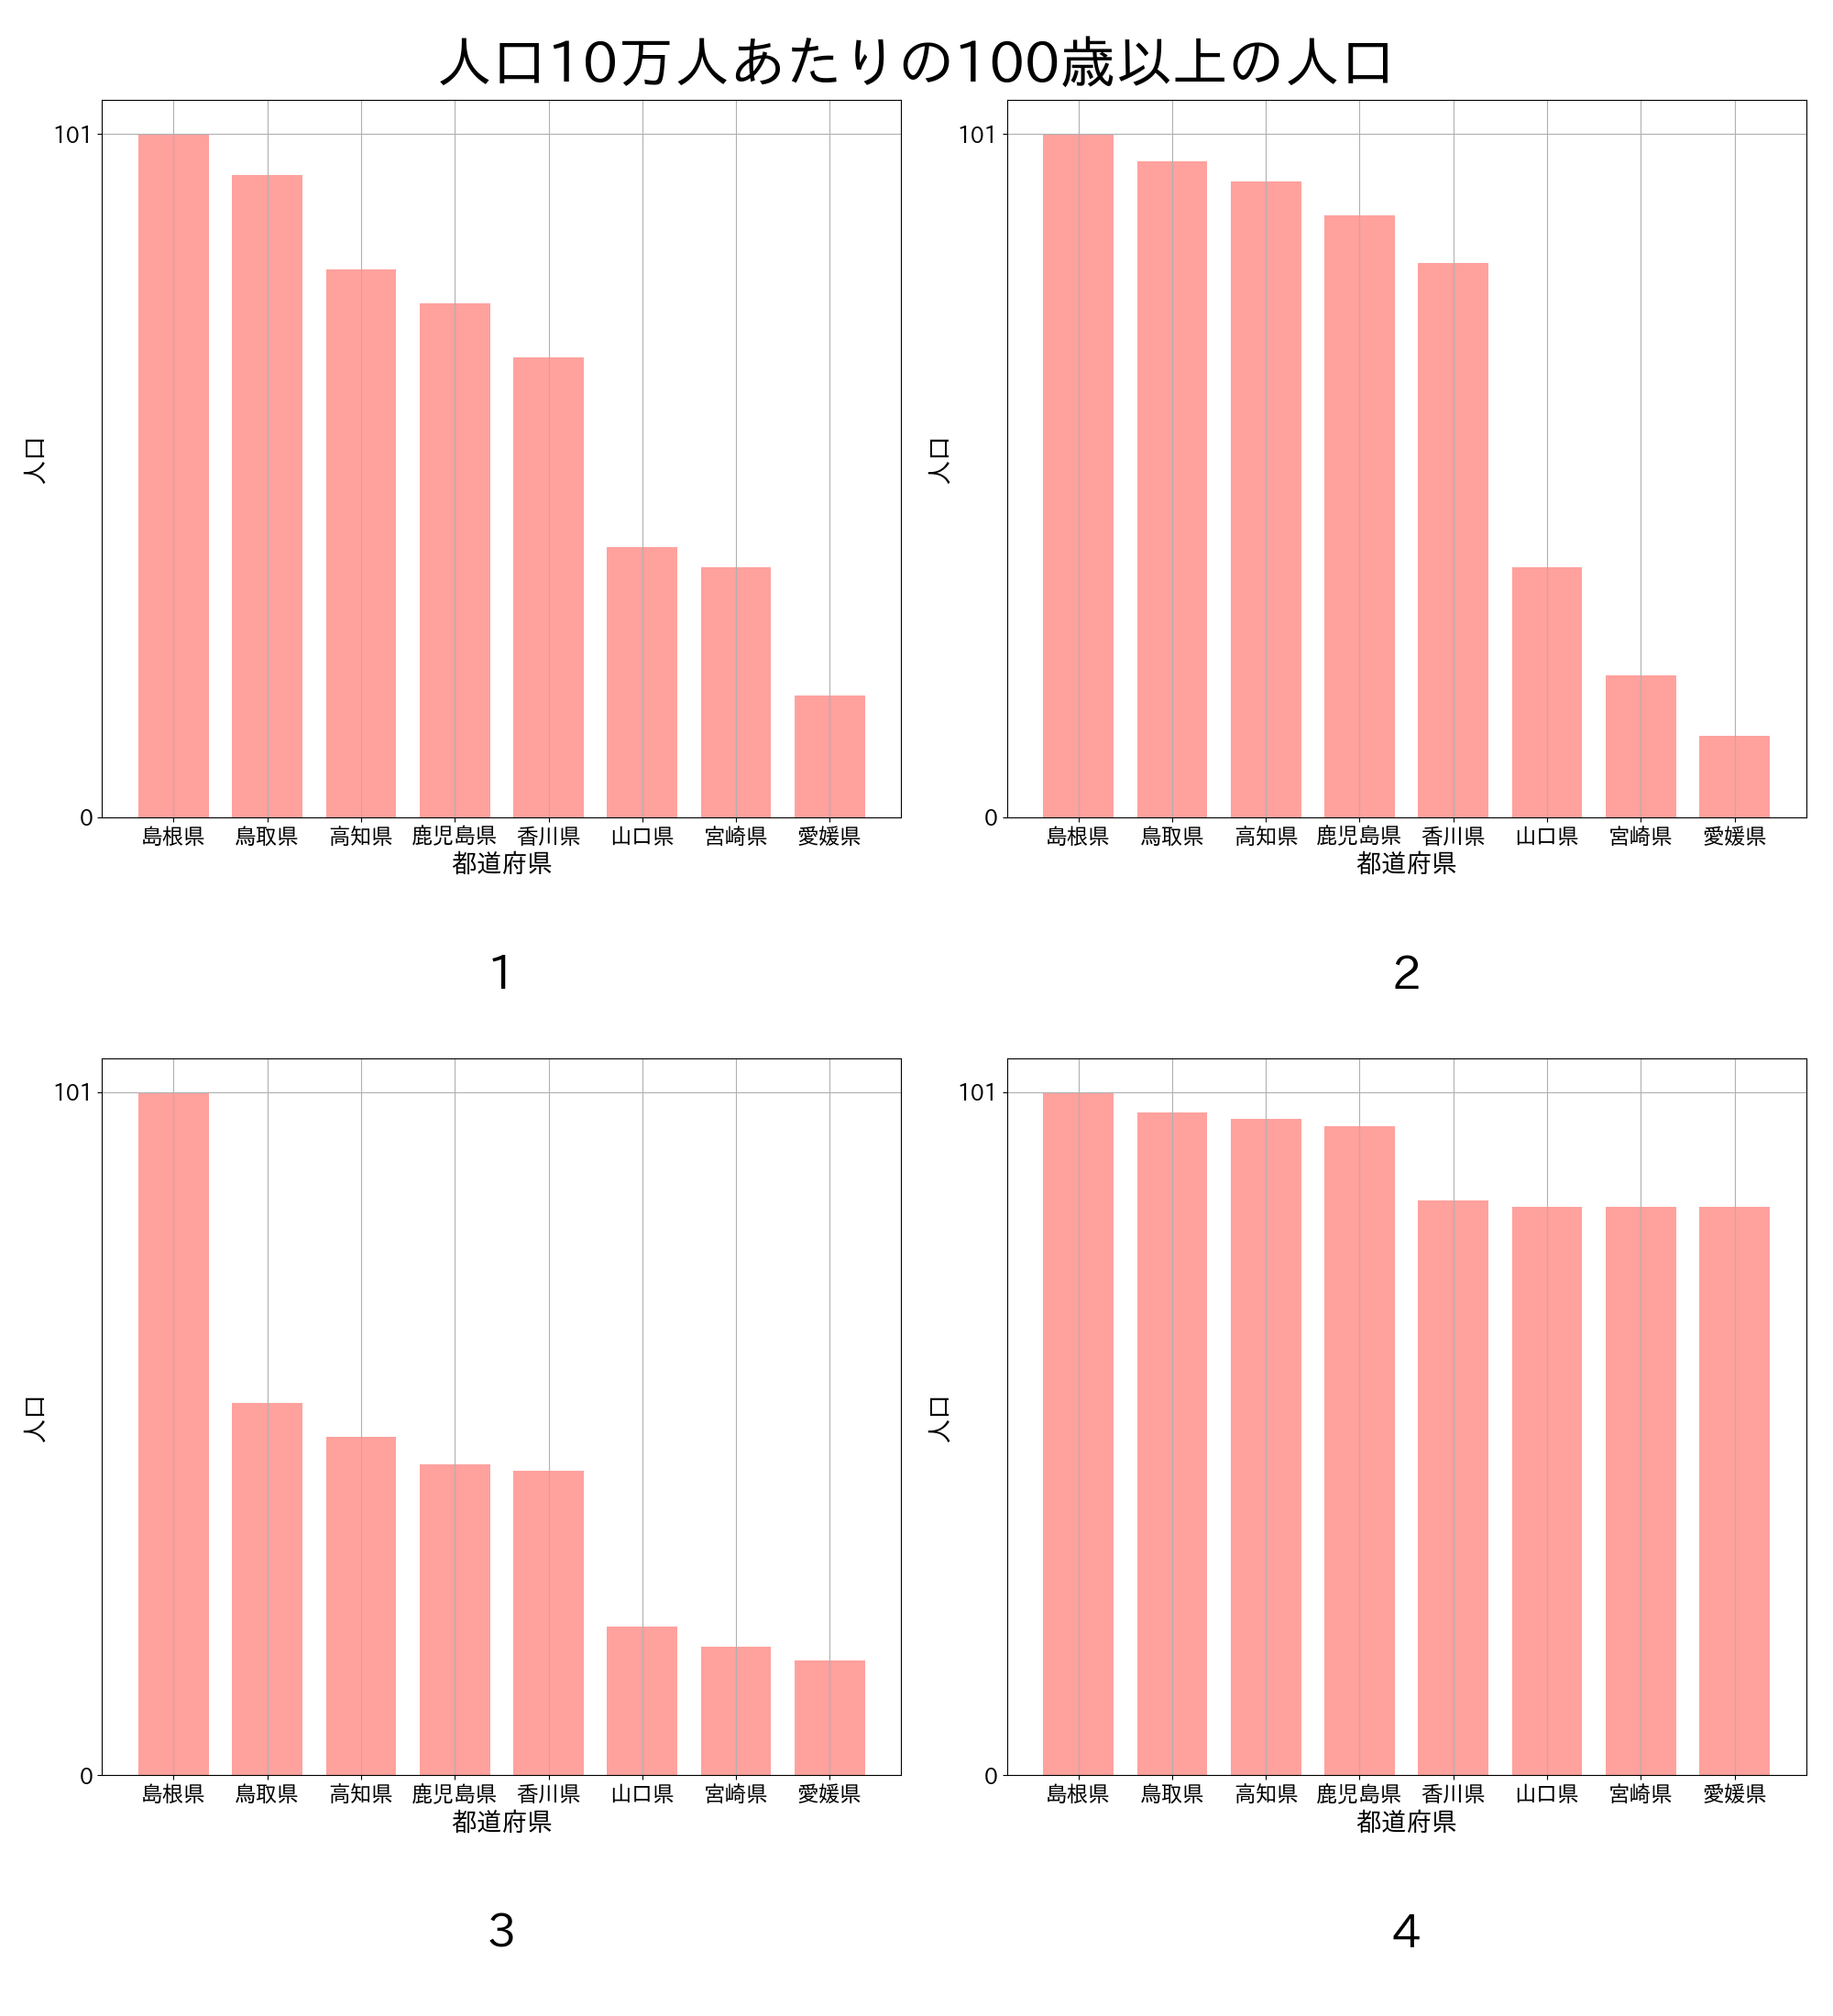 人口10万人あたりの100歳以上の人口
101
人口
0
島根県 鳥取県 高知県 鹿児島県 香川県 山口県 宮崎県 愛媛県
都道府県
1
101
人口
0
島根県 鳥取県 高知県 鹿児島県 香川県 山口県 宮崎県 愛媛県
都道府県
2
101
人口
0
島根県 鳥取県 高知県 鹿児島県 香川県 山口県 宮崎県 愛媛県
都道府県
3
101
人口
0
島根県 鳥取県 高知県 鹿児島県 香川県 山口県 宮崎県 愛媛県
都道府県
4